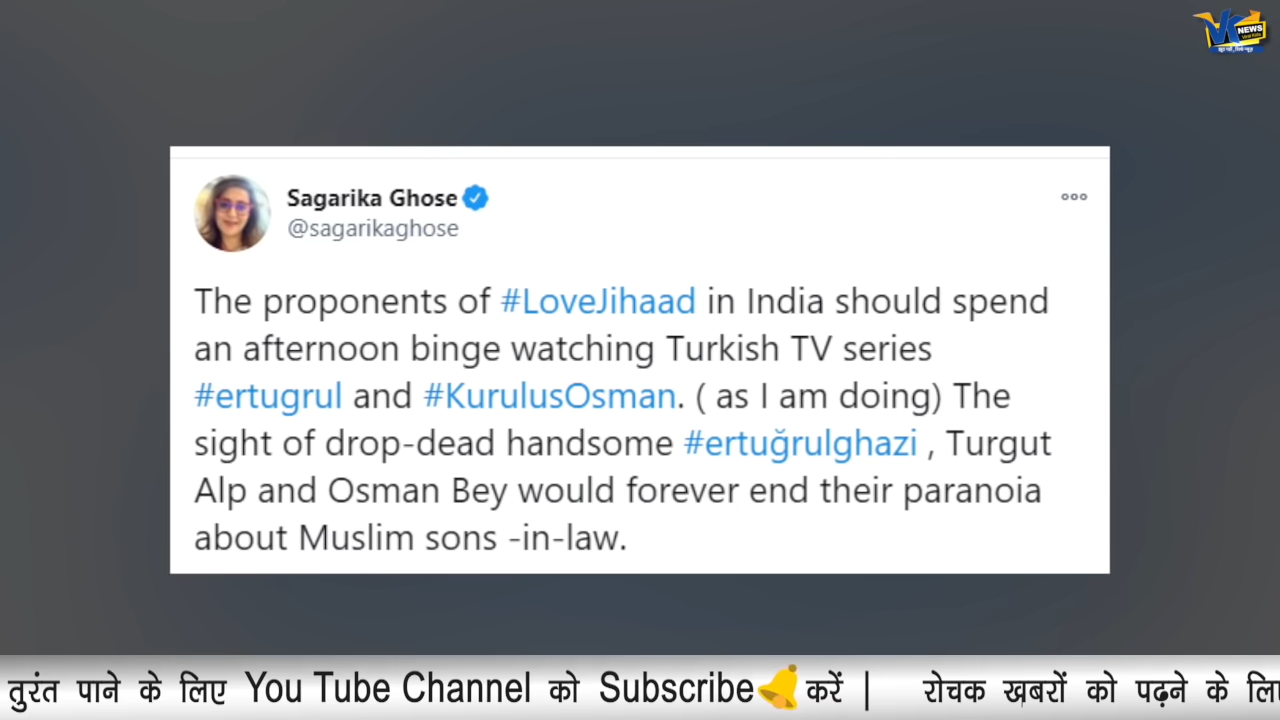 NEWS
Sagarika Ghose
@sagarikaghose
The proponents of #LoveJihaad in India should spend
an afternoon binge watching Turkish TV series
#ertugrul and #KurulusOsman. ( as I am doing) The
sight of drop-dead handsome #ertuğrulghazi , Turgut
Alp and Osman Bey would forever end their paranoia
about Muslim sons -in-law.
तुरंत पाने के लिए You Tube Channel को Subscribe करें | रोचक ख़बरों को पढ़ने के